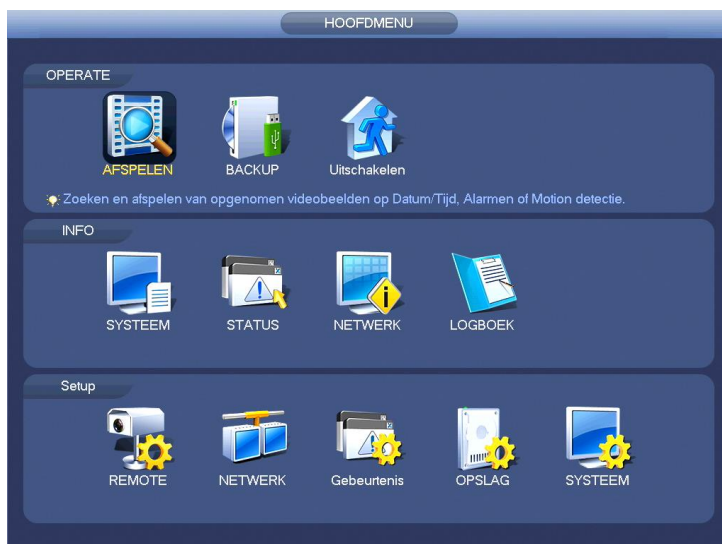 HOOFDMENU
OPERATE
AFSPELEN BACKUP Uitschakelen
Zoeken en afspelen van opgenomen videobeelden op Datum/Tijd, Alarmen of Motion detectie.
INFO
SYSTEEM STATUS NETWERK LOGBOEK
Setup
REMOTE NETWERK Gebeurtenis OPSLAG SYSTEEM